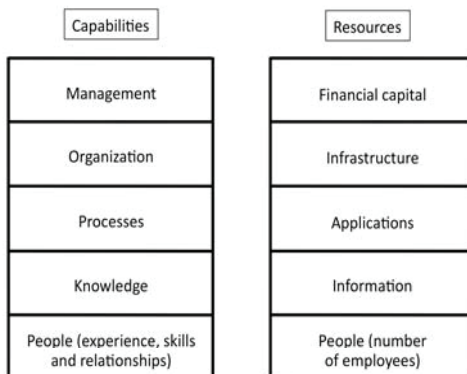 Capabilities
Resources
Management
Financial capital
Organization
Infrastructure
Processes
Applications
Knowledge
Information
People (experience, skills
and relationships)
People (number
of employees)